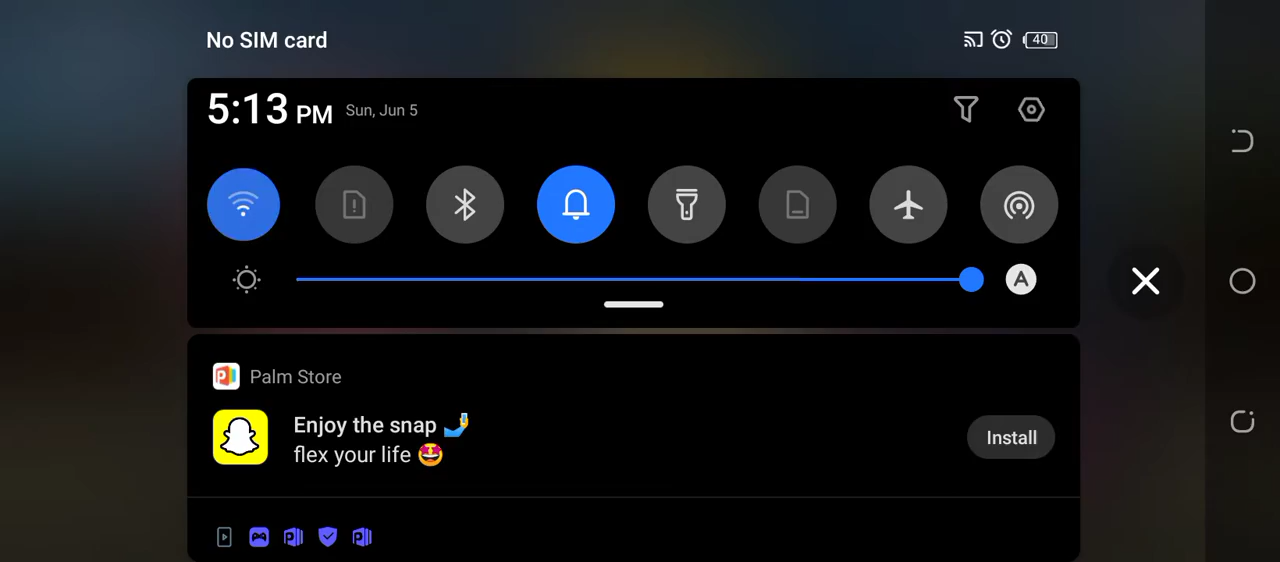 No SIM card
40
5:13 PM Sun, Jun 5
A
Palm Store
Enjoy the snap 🤳
flex your life 🤩
Install